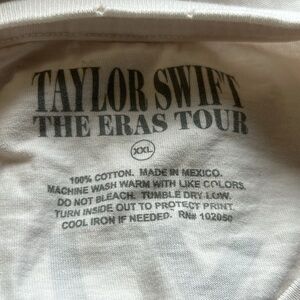 TAYLOR SWIFT
THE ERAS TOUR
XXL
100% COTTON. MADE IN MEXICO.
MACHINE WASH WARM WITH LIKE COLORS.
DO NOT BLEACH. TUMBLE DRY LOW.
TURN INSIDE OUT TO PROTECT PRINT.
COOL IRON IF NEEDED. RN# 102050